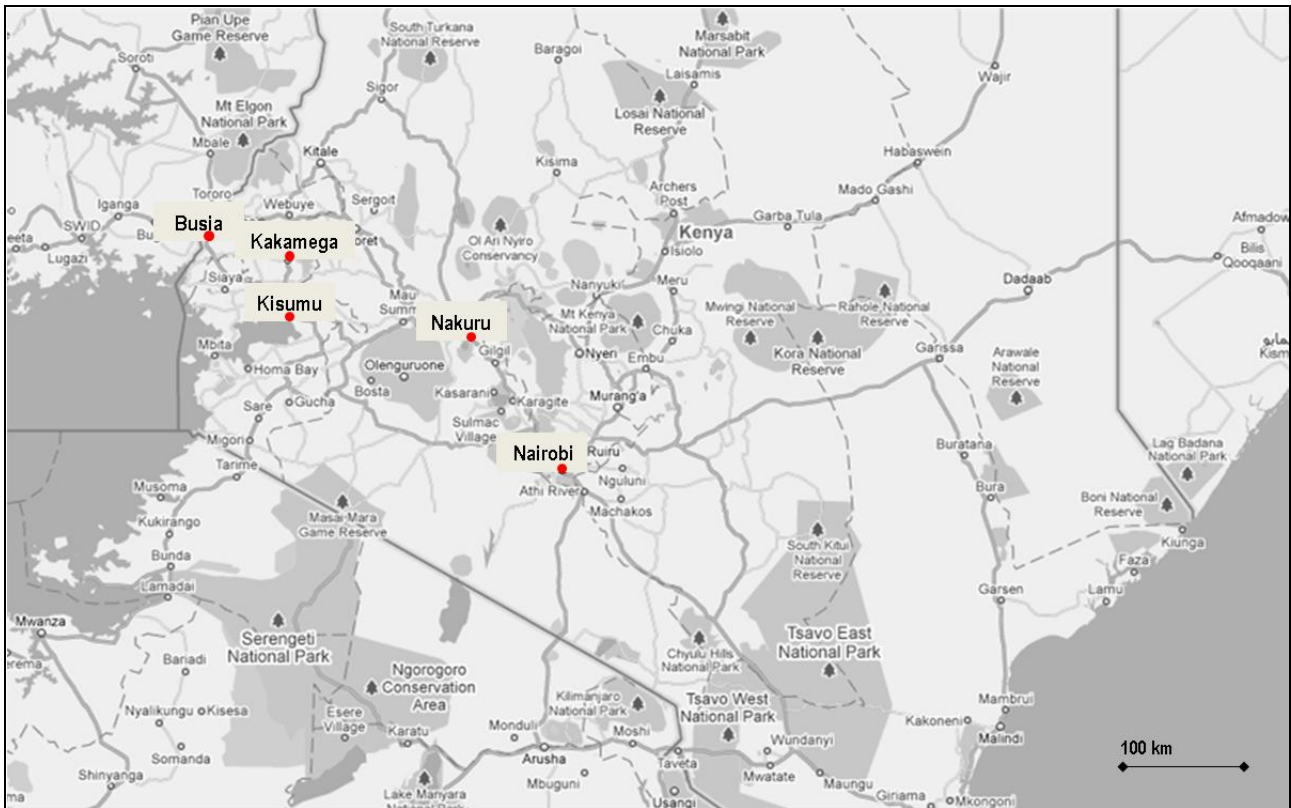 Pian Upe
Game Reserve
South Turkana
National Reserve
Marsabit
National Park
Baragoi
Soroti
Laisamis
Wajir
Sigor
Mt Elgon
National Park
Losai National
Reserve
Mbale
Kitale
Kisima
Habaswein
Archers
Post
Mado Gashi
Tororo
Iganga
Webuye
Sergoit
Garba Tula
SWID
Busia
Kakamega
Kenya
Afmadow
Lugazi
Ol Ari Nyiro
Conservancy
Isiolo
Bilis
Qooqaani
Siaya
Nanyuki
Meru
Dadaab
Kisumu
Mau
Nakuru
Mt Kenya
National Park
Mwingi National
Reserve
Rahole National
Reserve
Chuka
Mbita
Gilgil
Nyeri
Kora National
Reserve
Garissa
Homa Bay
Olenguruone
Embu
Arawale
National
Reserve
Bosta
Kasarani
Karagite
Murang'a
Sare
Gucha
Sulmac
Village
Migori
Nairobi
Ruiru
Buratana
Lag Badana
National Park
Tarime
Nguluni
Musoma
Athi River
Bura
Boni National
Reserve
Masai Mara
Game Reserve
Machakos
Kukirango
Kiunga
South Kitui
National
Reserve
Bunda
Faza
Lamadai
Garsen
Lamu
Mwanza
Serengeti
National Park
Tsavo East
National Park
Chyulu Hills
National Park
Bariadi
Ngorogoro
Conservation
Area
Kilimanjaro
National Park
Tsavo West
National Park
Mambrui
Nyalikungu
Kisesa
Esere
Village
Kakoneni
Monduli
Moshi
Malindi
Karatu
Wundanyi
100 km
Somanda
Arusha
Taveta
Shinyanga
Mbuguni
Mwatate
Maungu
Lake Manyara
Usangi
Giriama
Mkongoni